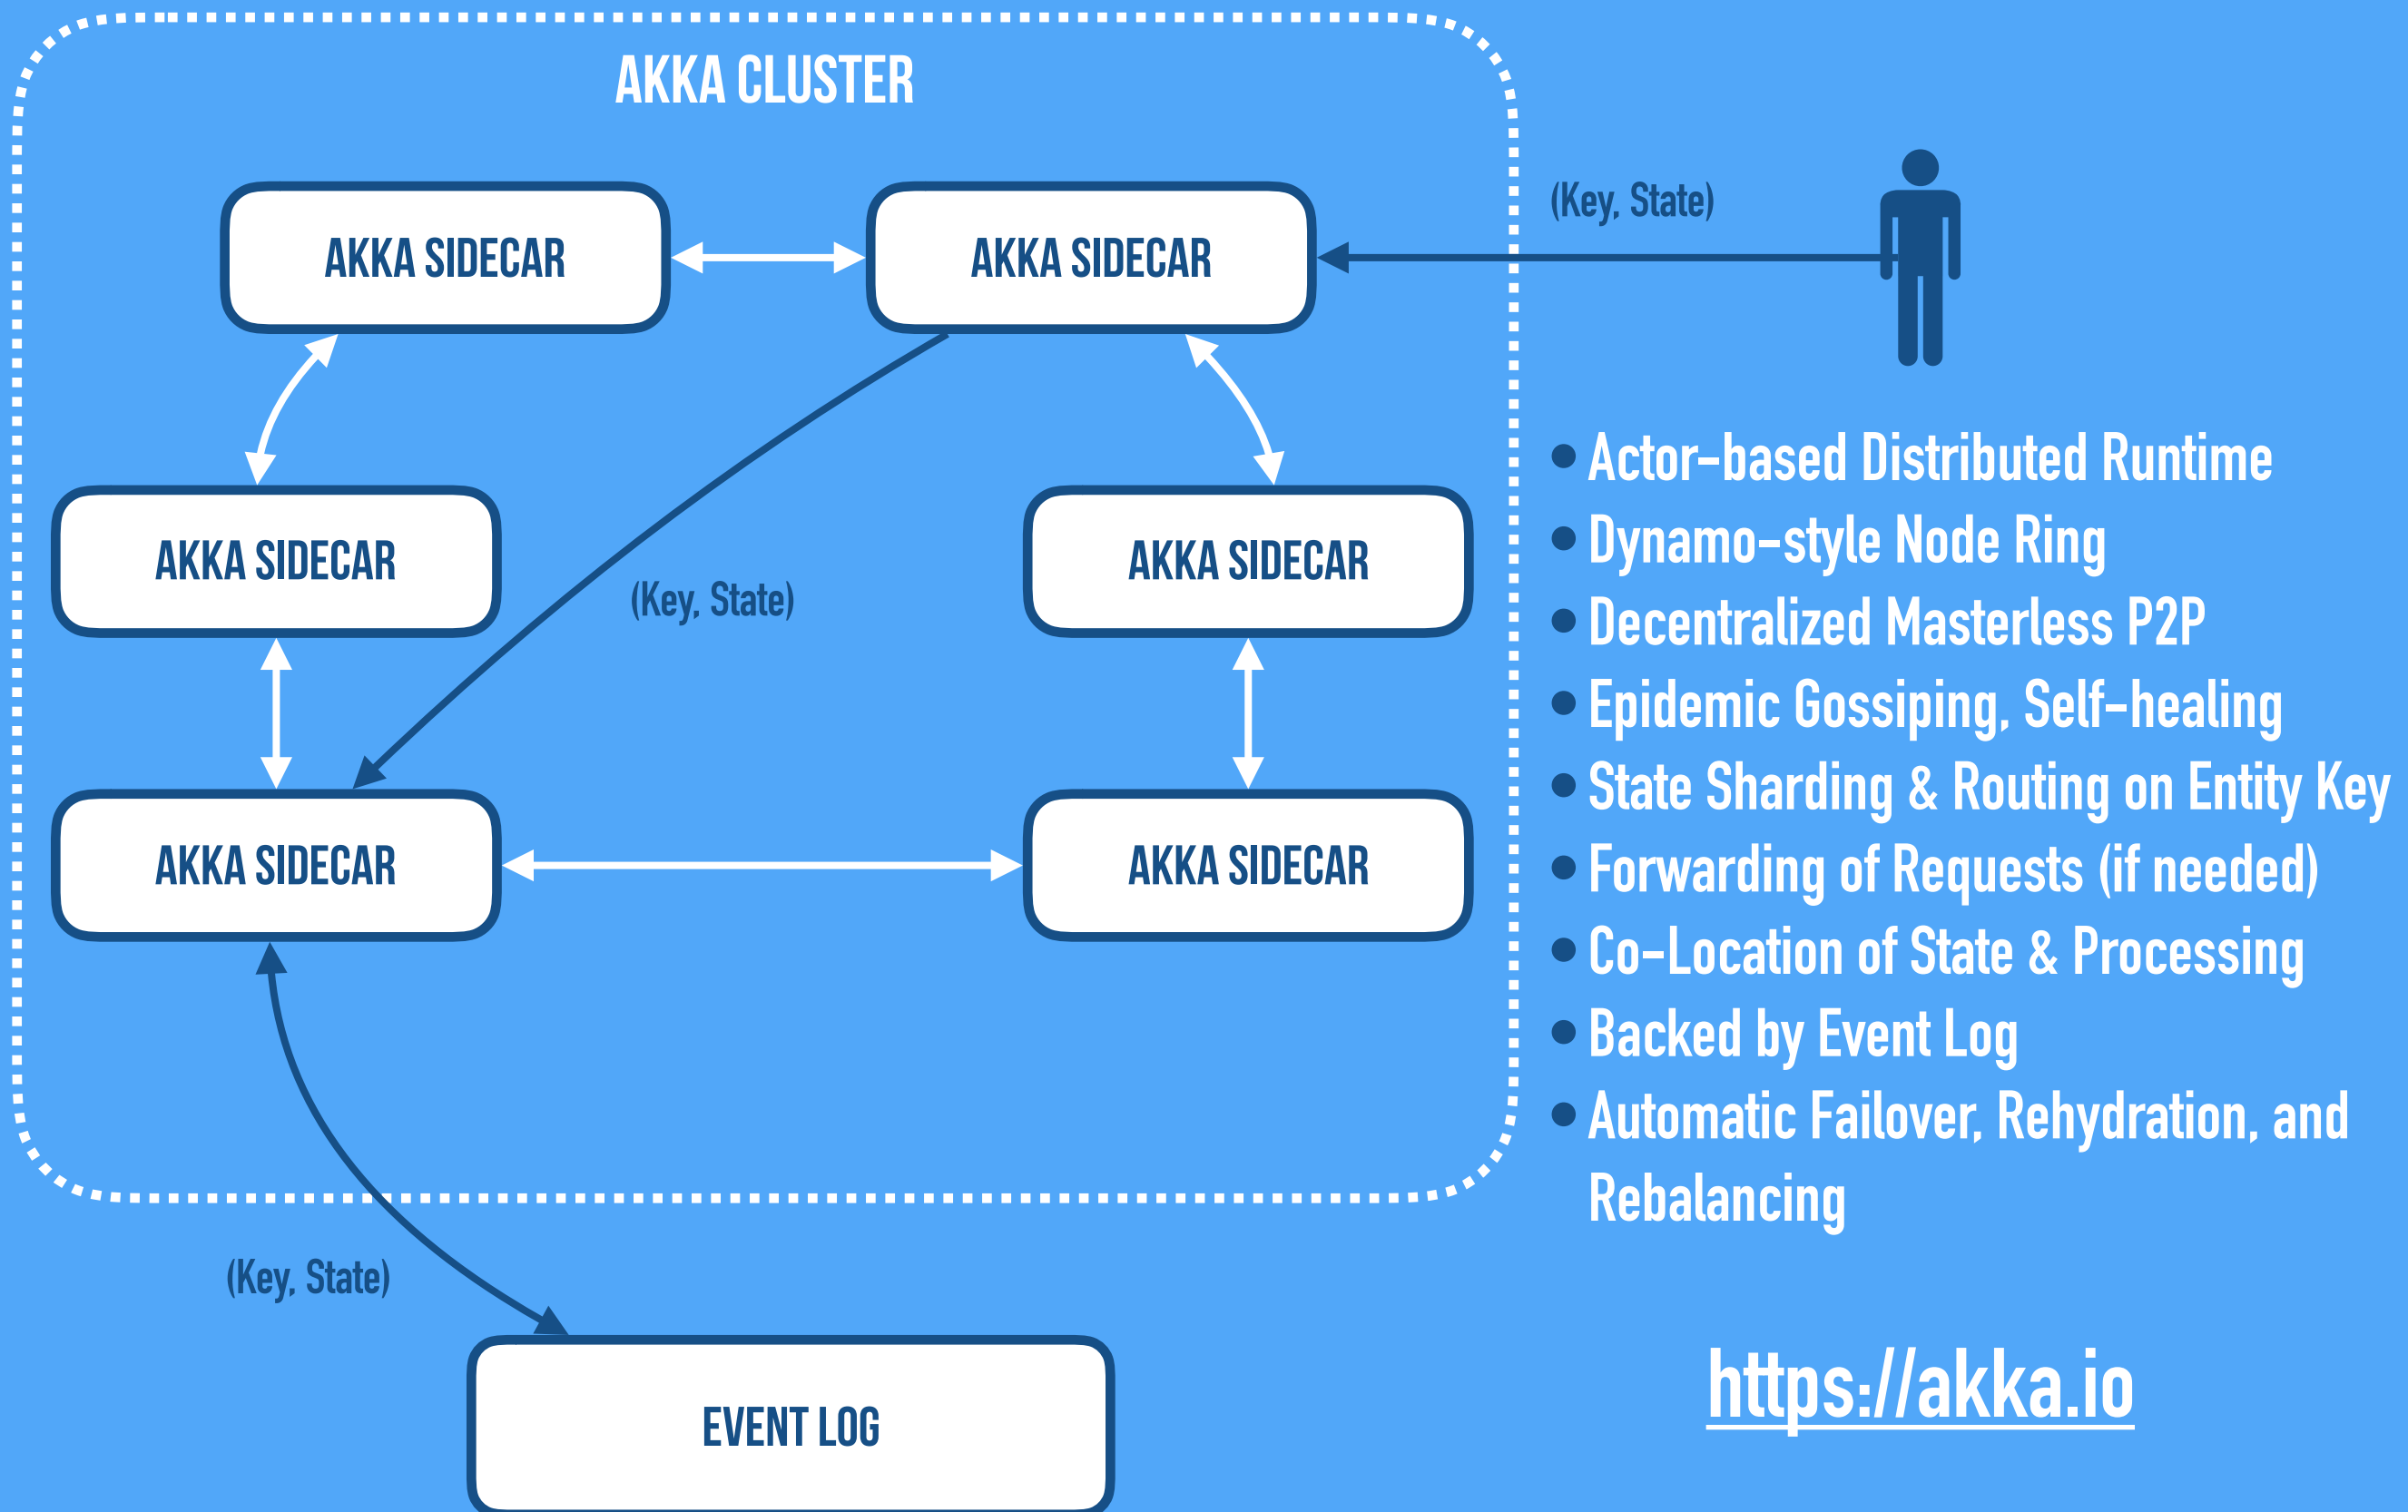 AKKA CLUSTER
AKKA SIDECAR
AKKA SIDECAR
(Key, State)
AKKA SIDECAR
(Key, State)
AKKA SIDECAR
AKKA SIDECAR
AKKA SIDECAR
(Key, State)
EVENT LOG
Actor-based Distributed Runtime
Dynamo-style Node Ring
Decentralized Masterless P2P
Epidemic Gossiping, Self-healing
State Sharding & Routing on Entity Key
Forwarding of Requests (if needed)
Co-Location of State & Processing
Backed by Event Log
Automatic Failover, Rehydration, and
Rebalancing
https://akka.io